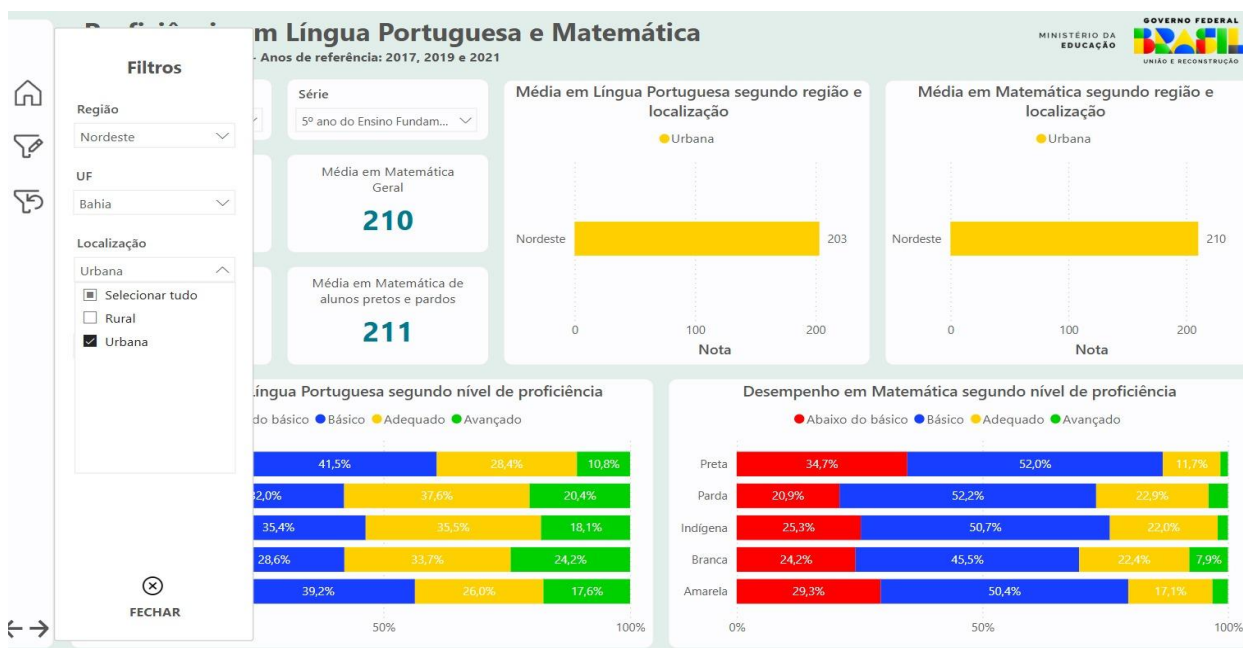 m Língua Portuguesa e Matemática
- Anos de referência: 2017, 2019 e 2021
MINISTÉRIO DA
EDUCAÇÃO
GOVERNO FEDERAL
BRASIL
UNIÃO E RECONSTRUÇÃO
Filtros
Região
Nordeste
UF
Bahia
Localização
Urbana
Selecionar tudo
Rural
Urbana
FECHAR
Série
5º ano do Ensino Fundam...
Média em Matemática
Geral
210
Média em Matemática de
alunos pretos e pardos
211
Média em Língua Portuguesa segundo região e
localização
Urbana
Nordeste
203
0 100 200
Nota
Média em Matemática segundo região e
localização
Urbana
Nordeste
210
0 100 200
Nota
Língua Portuguesa segundo nível de proficiência
do básico Básico Adequado Avançado
41,5% 28,4% 10,8%
32,0% 37,6% 20,4%
35,4% 35,5% 18,1%
28,6% 33,7% 24,2%
39,2% 26,0% 17,6%
50% 100%
Desempenho em Matemática segundo nível de proficiência
Abaixo do básico Básico Adequado Avançado
Preta 34,7% 52,0% 11,7%
Parda 20,9% 52,2% 22,9%
Indígena 25,3% 50,7% 22,0%
Branca 24,2% 45,5% 22,4% 7,9%
Amarela 29,3% 50,4% 17,1%
0% 50% 100%